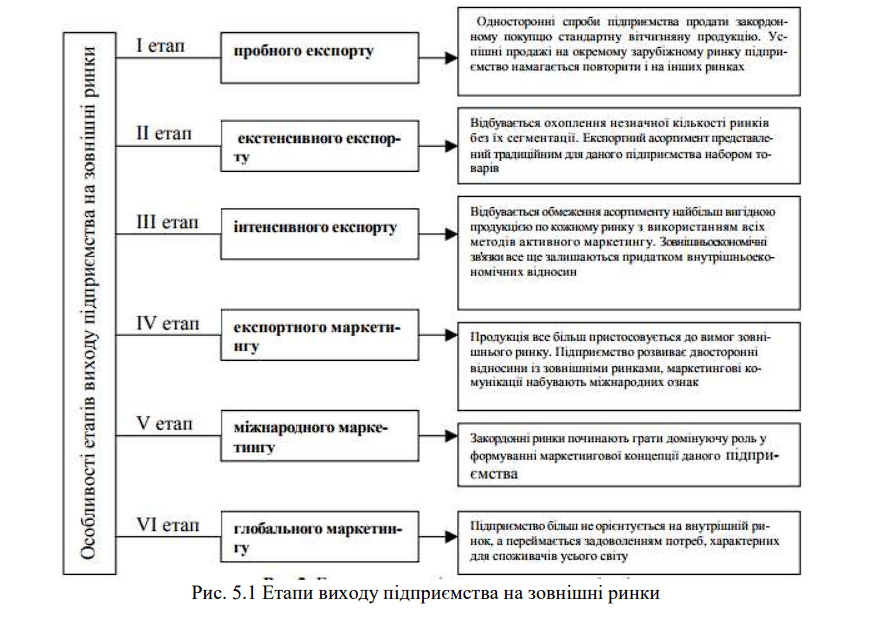 Особливості етапів виходу підприємства на зовнішні ринки
І етап
пробного експорту
Односторонні спроби підприємства продати закордон-
ному покупцю стандартну вітчизняну продукцію. Ус-
пішні продажі на окремому зарубіжному ринку підпри-
ємство намагається повторити і на інших ринках
ІІ етап
екстенсивного експор-
ту
Відбувається охоплення незначної кількості ринків
без їх сегментації. Експортний асортимент представле-
ний традиційним для даного підприємства набором то-
варів
ІІІ етап
інтенсивного експорту
Відбувається обмеження асортименту найбільш вигідною
продукцією по кожному ринку з використанням всіх
методів активного маркетингу. Зовнішньоекономічні
зв'язки все ще залишаються придатком внутрішньоеко-
номічних відносин
IV етап
експортного маркети-
нгу
Продукція все більш пристосовується до вимог зовні-
шнього ринку. Підприємство розвиває двосторонні
відносини із зовнішніми ринками, маркетингові ко-
мунікації набувають міжнародних ознак
V етап
міжнародного марке-
тингу
Закордонні ринки починають грати домінуючу роль у
формуванні маркетингової концепції даного підпри-
ємства
VI етап
глобального маркетин-
гу
Підприємство більш не орієнтується на внутрішній ри-
нок, а переймається задоволенням потреб, характерних
для споживачів усього світу
Рис. 5.1 Етапи виходу підприємства на зовнішні ринки